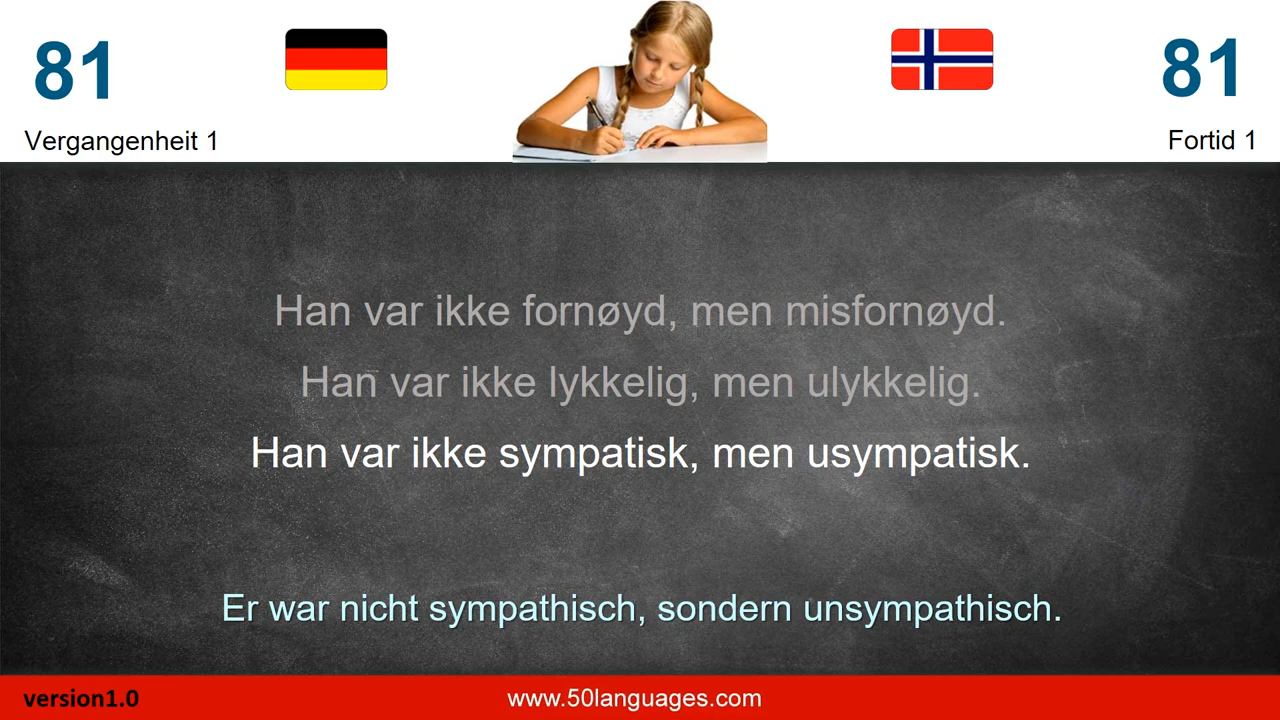 81
81
Vergangenheit 1
Fortid 1
Han var ikke fornøyd, men misfornøyd.
Han var ikke lykkelig, men ulykkelig.
Han var ikke sympatisk, men usympatisk.
Er war nicht sympathisch, sondern unsympathisch.
version1.0
www.50languages.com